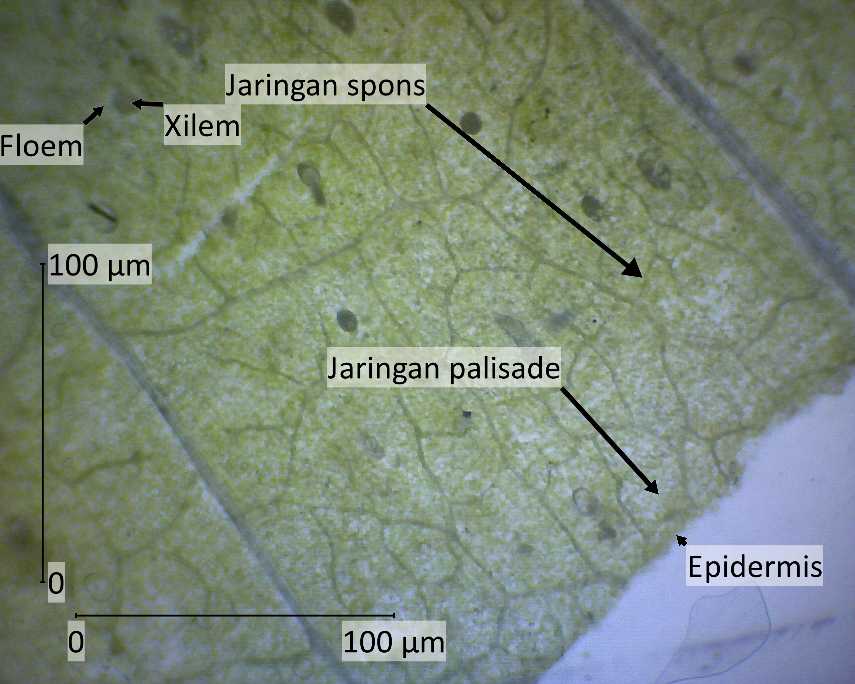 Jaringan spons
Xilem
Floem
100 µm
Jaringan palisade
Epidermis
0
0
100 µm